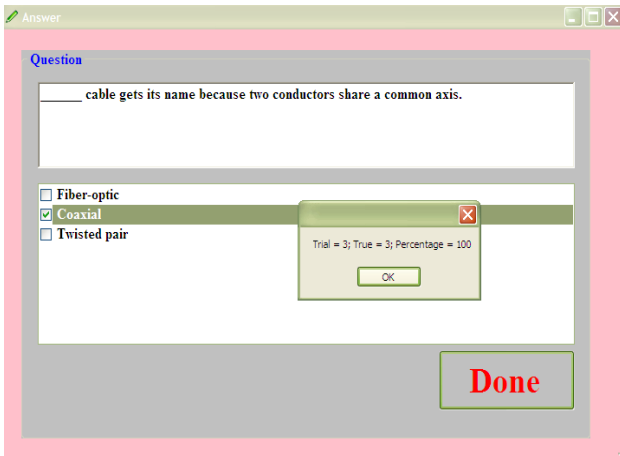 Answer
Question
______ cable gets its name because two conductors share a common axis.
Fiber-optic
Coaxial
Twisted pair
Trial = 3; True = 3; Percentage = 100
OK
Done